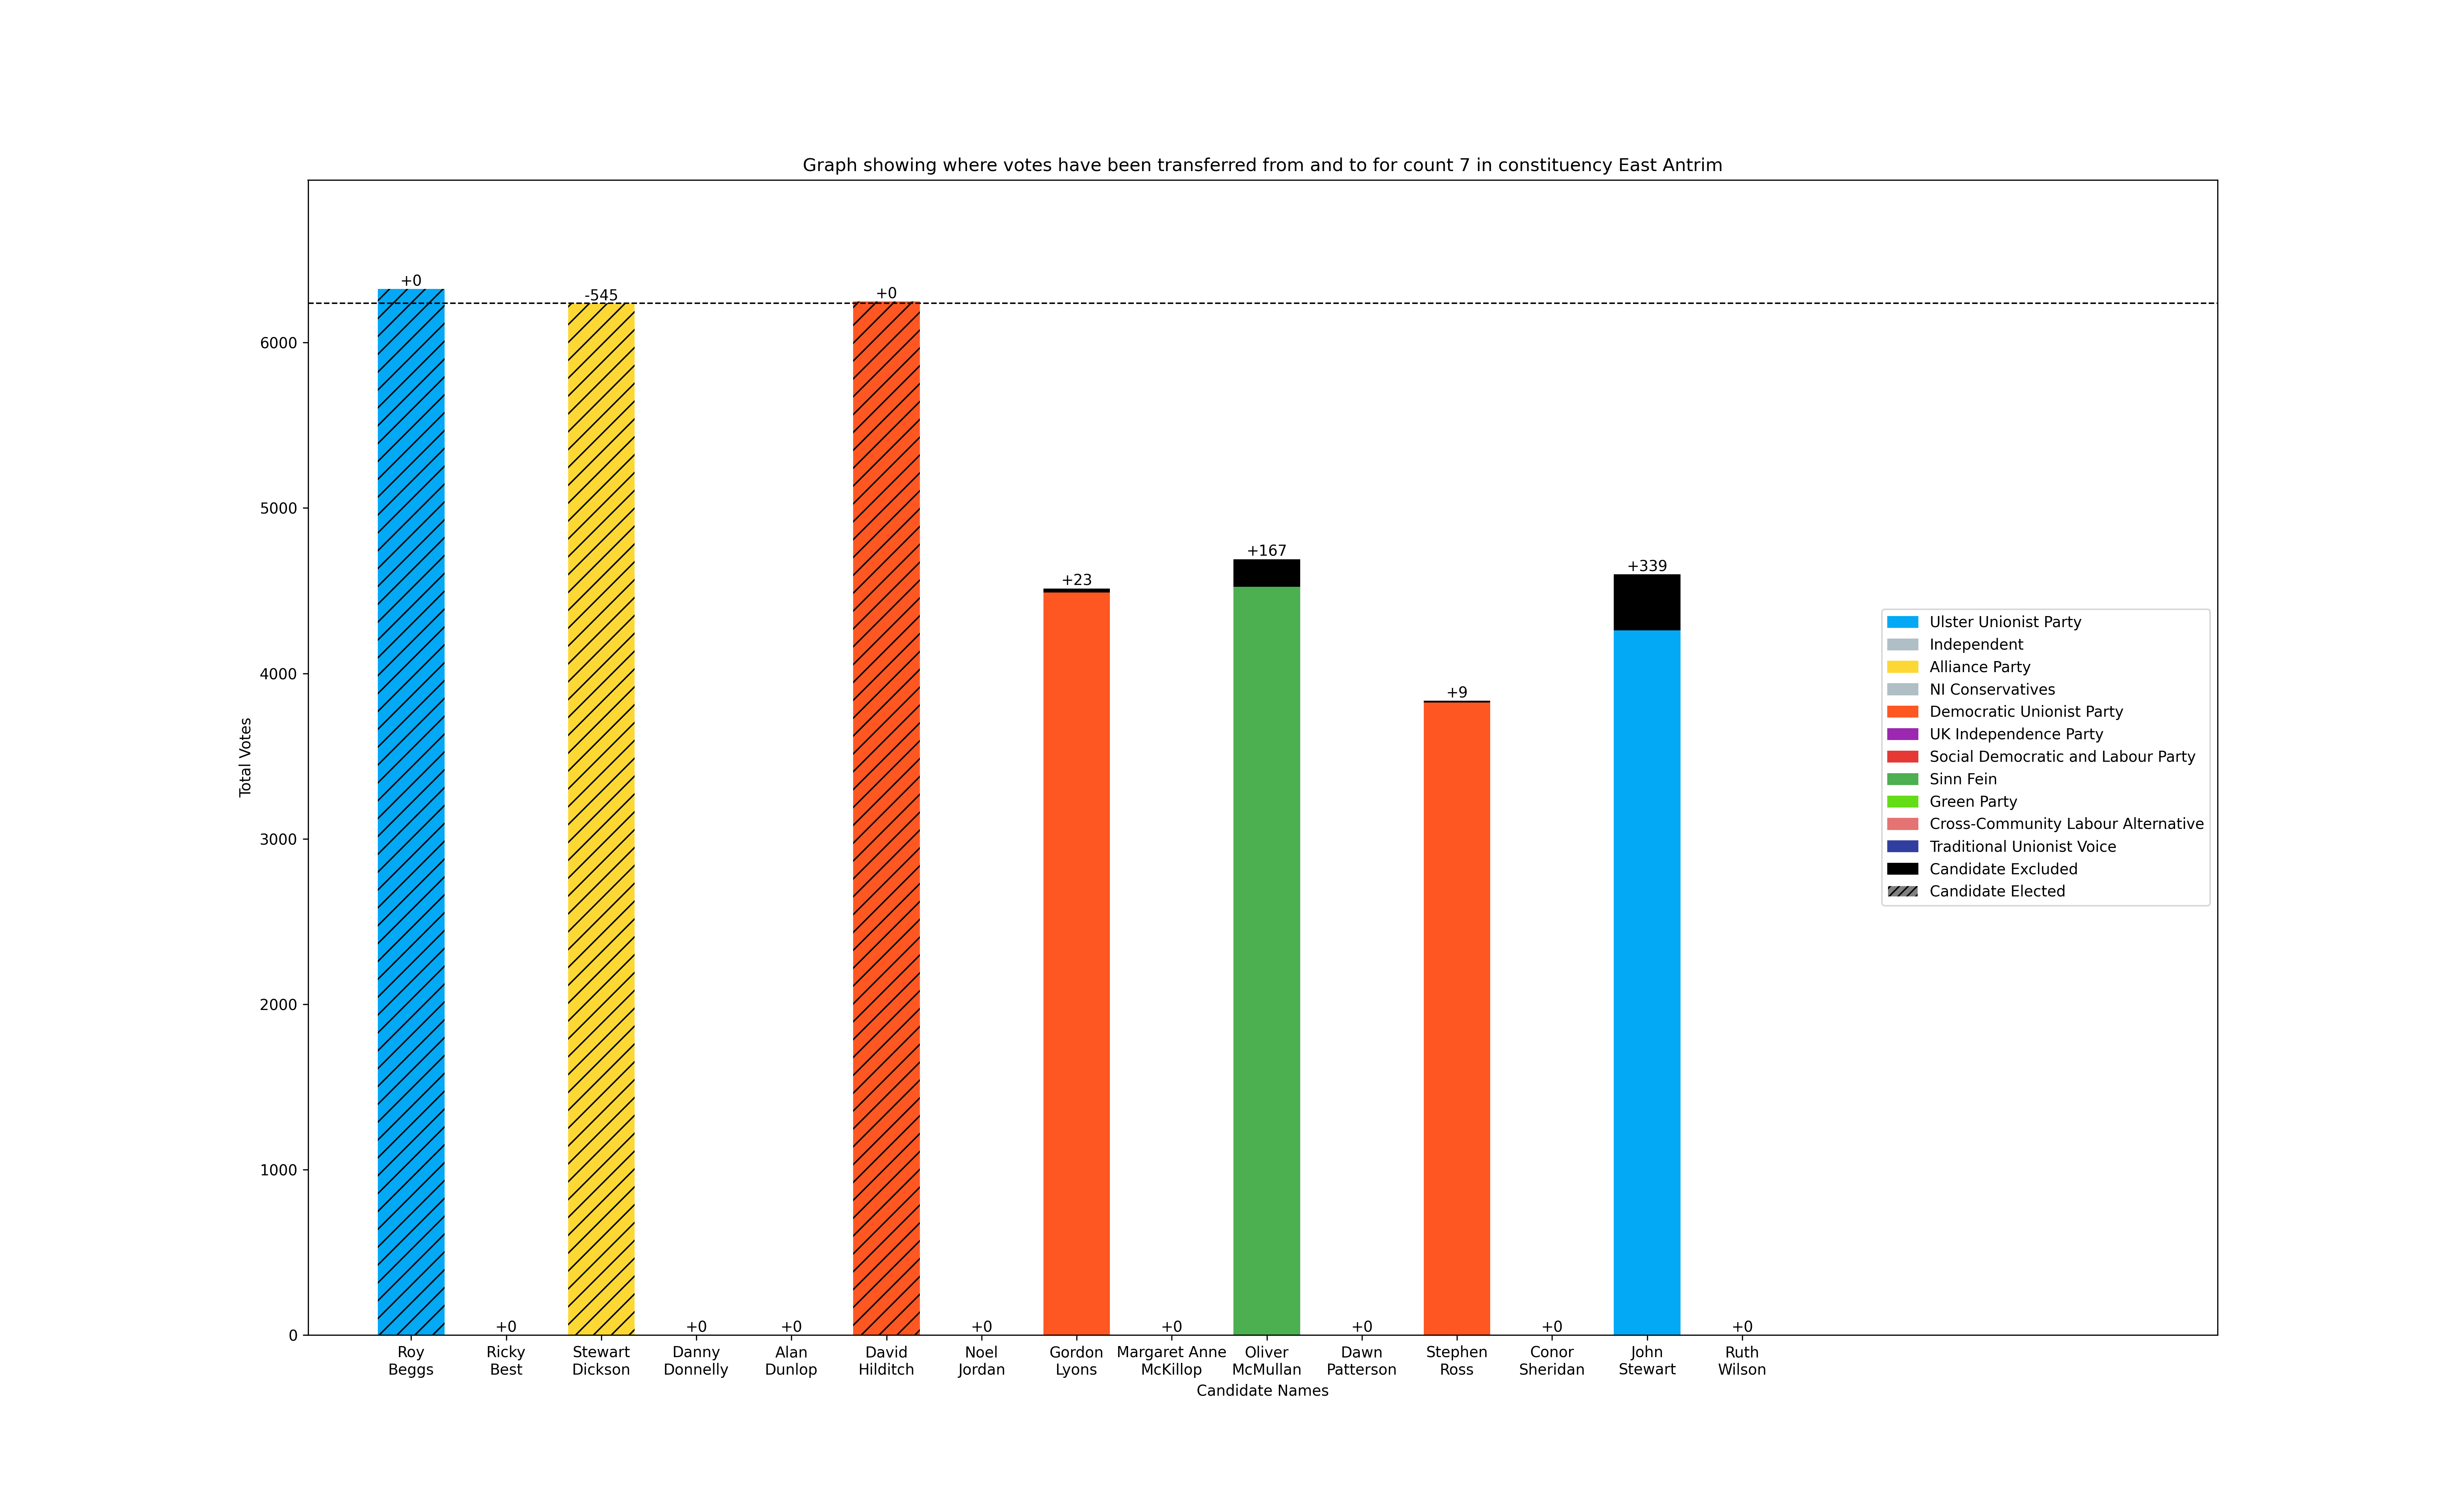 Graph showing where votes have been transferred from and to for count 7 in constituency East Antrim
Total Votes
6000
5000
4000
3000
2000
1000
0
+0
+0
-545
+0
+0
+0
+0
+23
+0
+167
+0
+9
+0
+339
+0
Roy
Beggs
Ricky
Best
Stewart
Dickson
Danny
Donnelly
Alan
Dunlop
David
Hilditch
Noel
Jordan
Gordon
Lyons
Margaret Anne
McKillop
Oliver
McMullan
Dawn
Patterson
Stephen
Ross
Conor
Sheridan
John
Stewart
Ruth
Wilson
Candidate Names
Ulster Unionist Party
Independent
Alliance Party
NI Conservatives
Democratic Unionist Party
UK Independence Party
Social Democratic and Labour Party
Sinn Fein
Green Party
Cross-Community Labour Alternative
Traditional Unionist Voice
Candidate Excluded
Candidate Elected